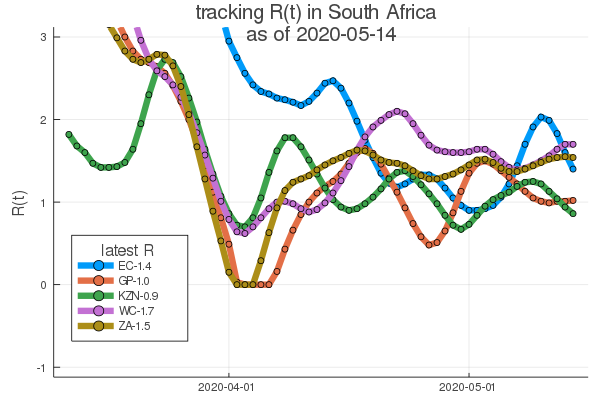 tracking R(t) in South Africa
as of 2020-05-14
3
2
1
0
-1
R(t)
latest R
EC-1.4
GP-1.0
KZN-0.9
WC-1.7
ZA-1.5
2020-04-01
2020-05-01